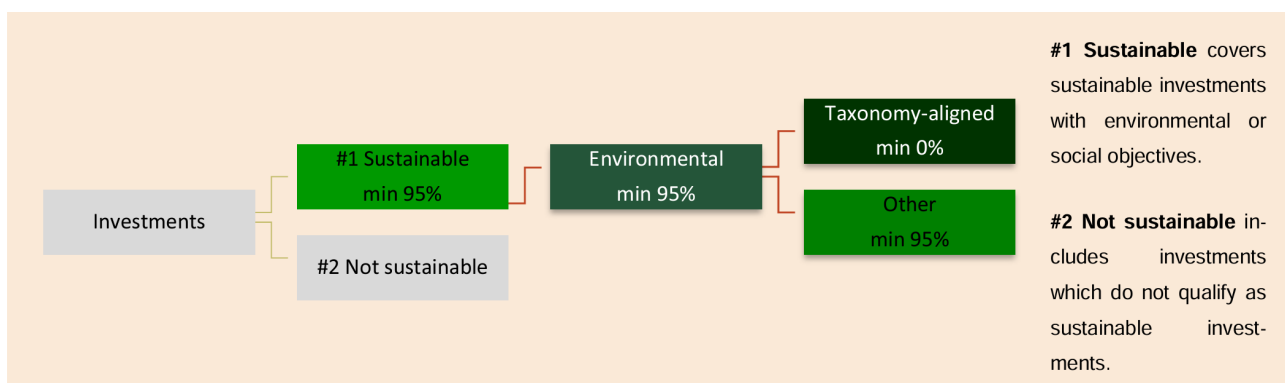 Investments
#1 Sustainable
min 95%
#2 Not sustainable
Environmental
min 95%
Taxonomy-aligned
min 0%
Other
min 95%
#1 Sustainable covers
sustainable investments
with environmental or
social objectives.
#2 Not sustainable in-
cludes investments
which do not qualify as
sustainable invest-
ments.